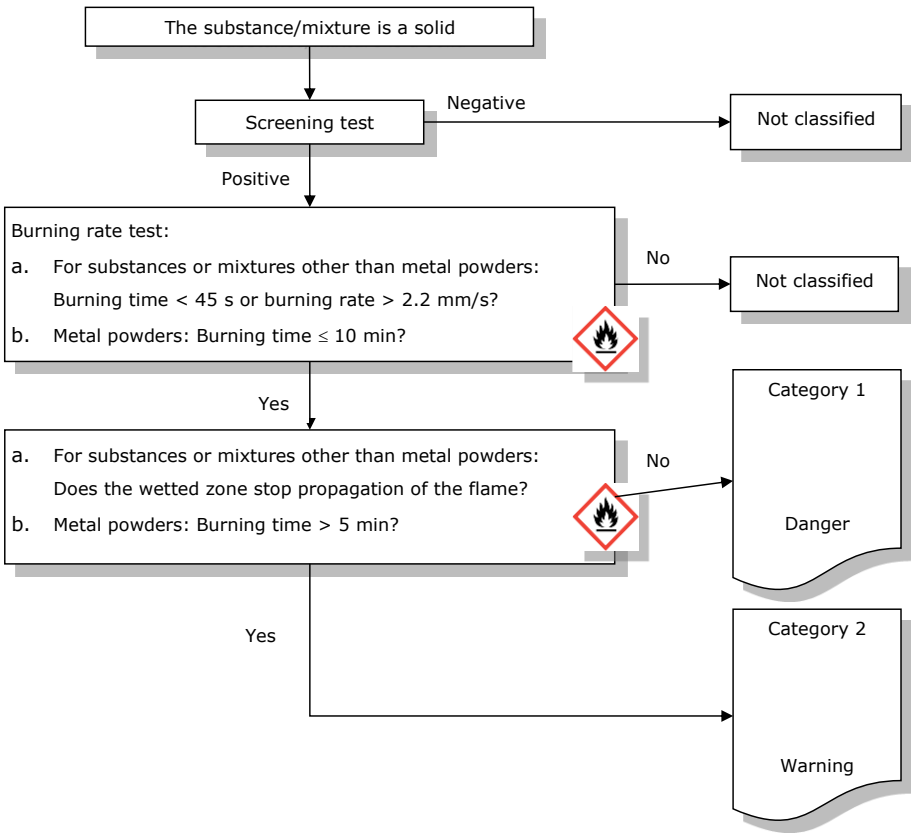 The substance/mixture is a solid
Screening test
Negative
Not classified
Positive
Burning rate test:
a. For substances or mixtures other than metal powders:
Burning time < 45 s or burning rate > 2.2 mm/s?
b. Metal powders: Burning time ≤ 10 min?
No
Not classified
Yes
a. For substances or mixtures other than metal powders:
Does the wetted zone stop propagation of the flame?
b. Metal powders: Burning time > 5 min?
No
Category 1
Danger
Yes
Category 2
Warning